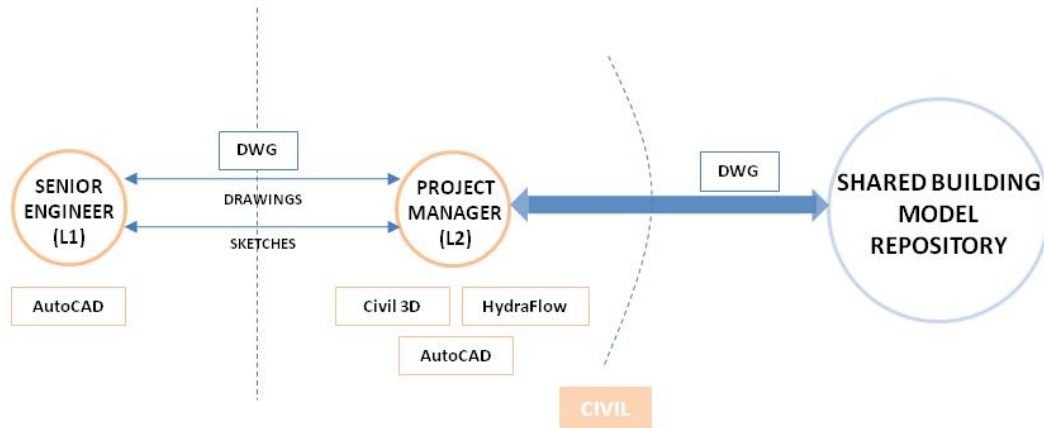 DWG
SENIOR
ENGINEER
(L1)
DRAWINGS
SKETCHES
PROJECT
MANAGER
(L2)
DWG
SHARED BUILDING
MODEL
REPOSITORY
AutoCAD
Civil 3D
HydraFlow
AutoCAD
CIVIL